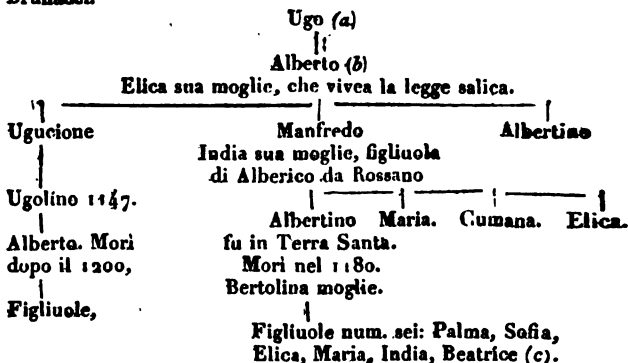 Ugo (a)
Alberto (b)
Elica sua moglie, che vivea la legge salica.
Ugucione Manfredo Albertino
India sua moglie, figliuola
di Alberico da Rossano
Ugolino 1147.
Albertino Maria. Cumana. Elica.
Alberto. Morì fu in Terra Santa.
dopo il 1200, Morì nel 1180.
Bertolina moglie.
Figliuole,
Figliuole num. sei: Palma, Sofia,
Elica, Maria, India, Beatrice (c).